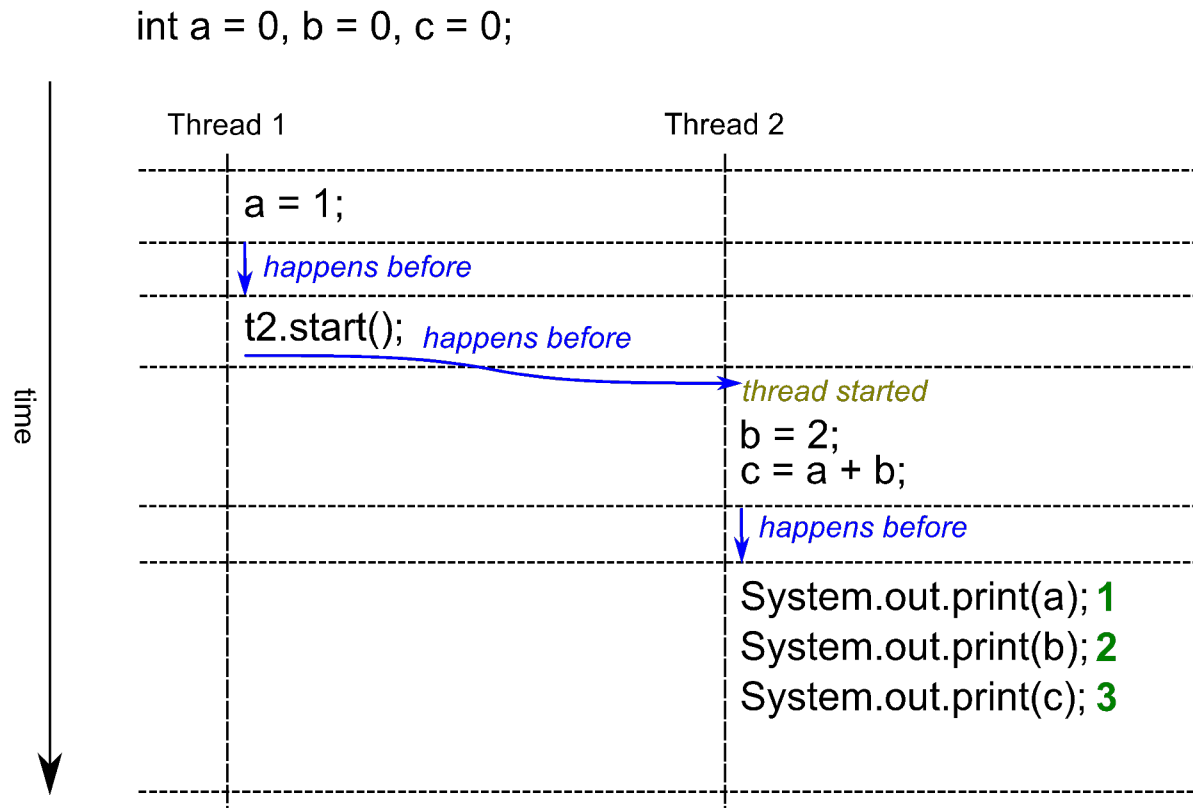 int a = 0, b = 0, c = 0;
Thread 1
Thread 2
a = 1;
happens before
t2.start();
happens before
time
thread started
b = 2;
c = a + b;
happens before
System.out.print(a); 1
System.out.print(b); 2
System.out.print(c); 3